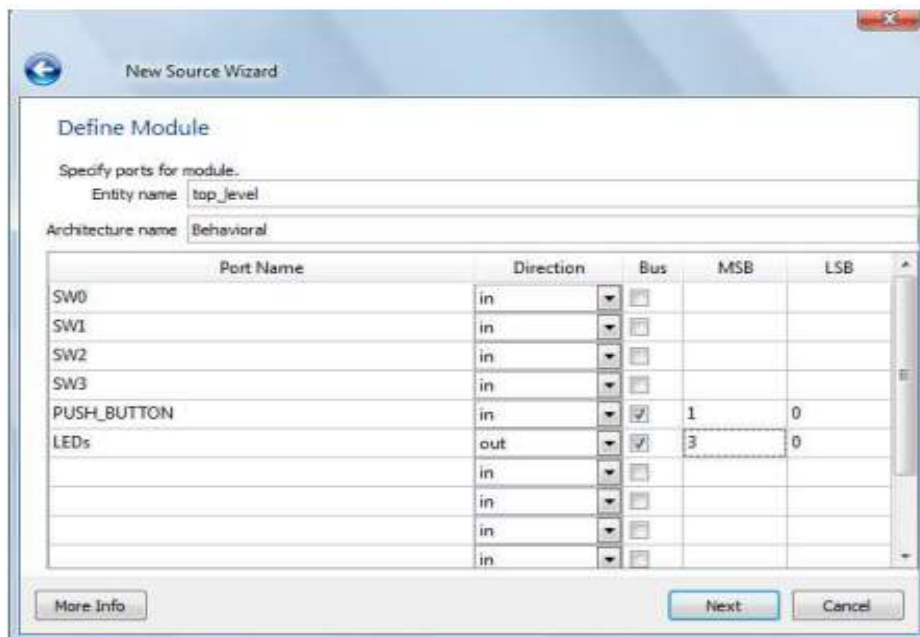 New Source Wizard
Define Module
Specify ports for module.
Entity name top_level
Architecture name Behavioral
Port Name Direction Bus MSB LSB
SW0 in
SW1 in
SW2 in
SW3 in
PUSH_BUTTON in 1 0
LEDs out 3 0
in
in
in
in
More Info Next Cancel